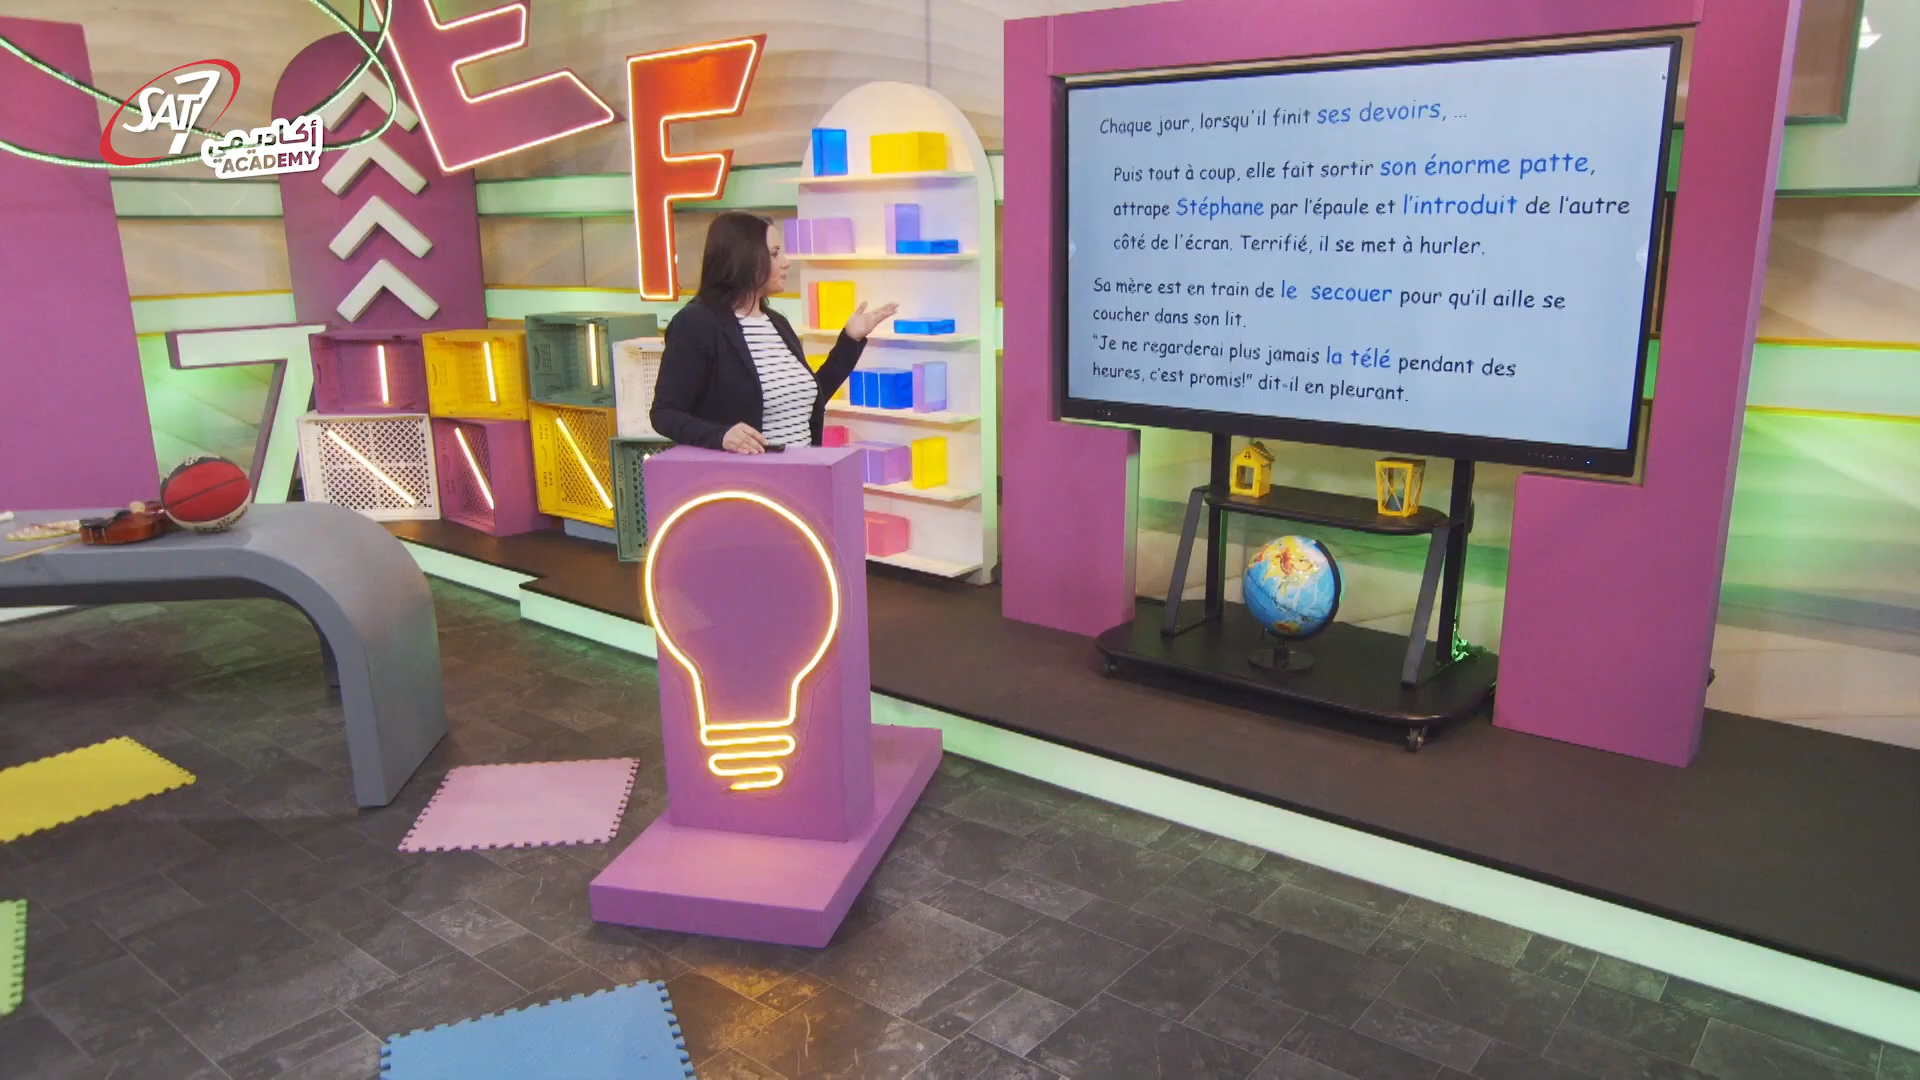 SAT7
أكاديمي
ACADEMY
E
F
7
Chaque jour, lorsqu'il finit ses devoirs, ...
Puis tout à coup, elle fait sortir son énorme patte,
attrape Stéphane par l'épaule et l'introduit de l'autre
côté de l'écran. Terrifié, il se met à hurler.
Sa mère est en train de le secouer pour qu'il aille se
coucher dans son lit.
"Je ne regarderai plus jamais la télé pendant des
heures, c'est promis!" dit-il en pleurant.